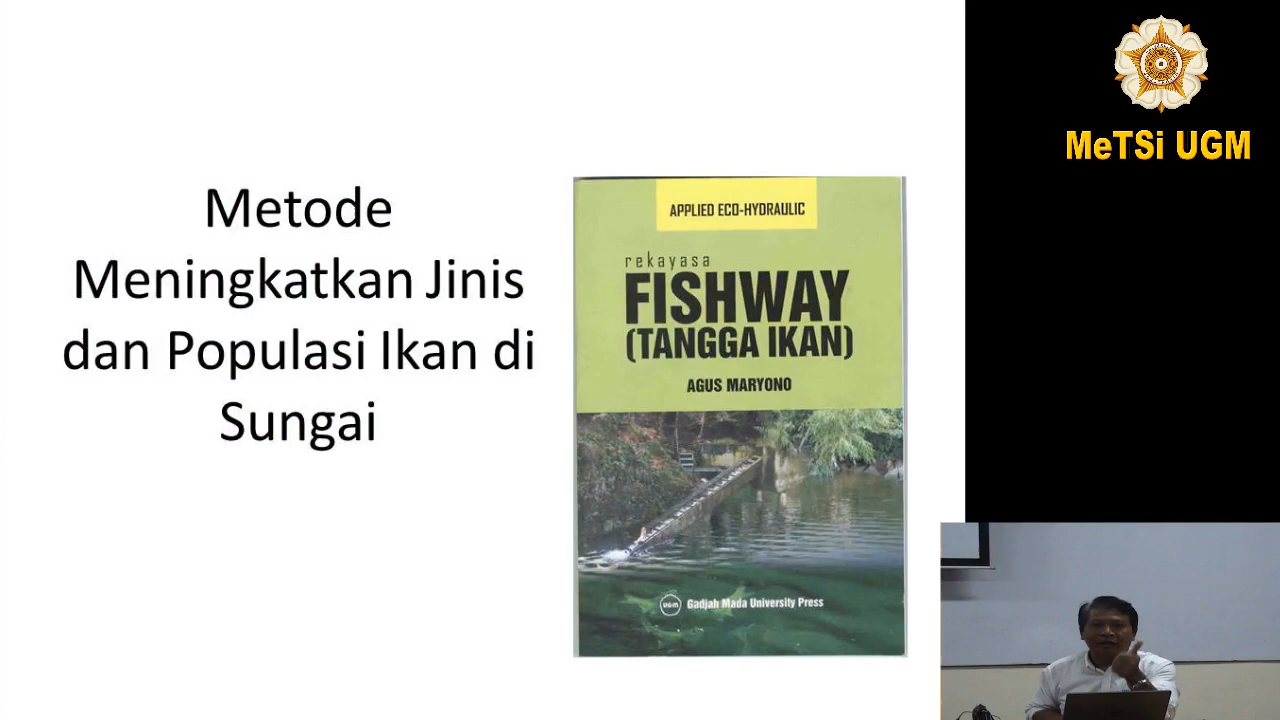 MeTSi UGM
Metode
Meningkatkan Jinis
dan Populasi Ikan di
Sungai
APPLIED ECO-HYDRAULIC
rekayasa
FISHWAY
(TANGGA IKAN)
AGUS MARYONO
UGM
Gadjah Mada University Press